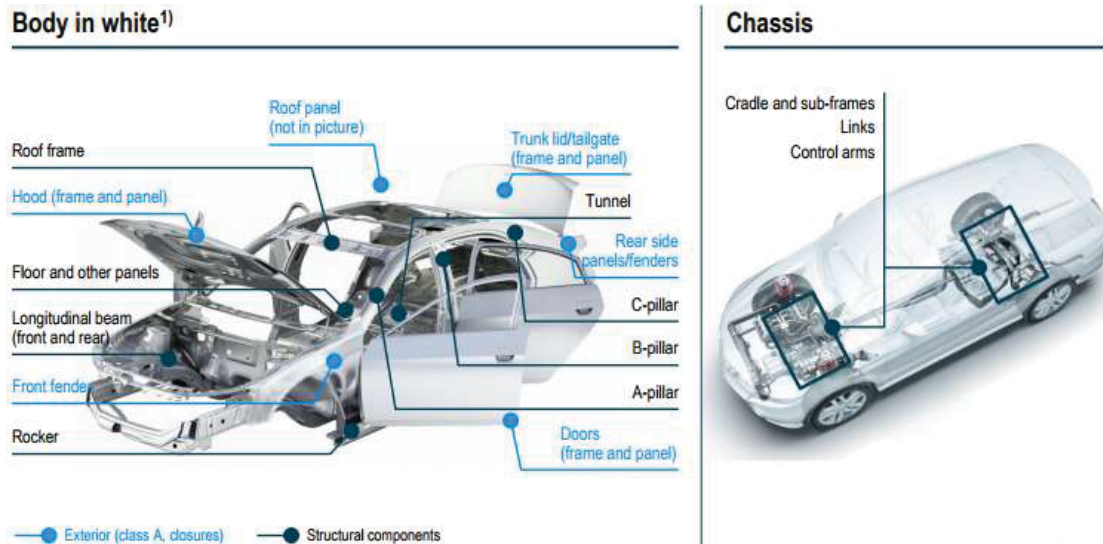 Body in white1)
Chassis
Roof panel
(not in picture)
Trunk lid/tailgate
(frame and panel)
Roof frame
Tunnel
Hood (frame and panel)
Rear side
panels/fenders
Floor and other panels
C-pillar
Longitudinal beam
(front and rear)
B-pillar
Front fender
A-pillar
Rocker
Doors
(frame and panel)
Exterior (class A, closures)
Structural components
Cradle and sub-frames
Links
Control arms